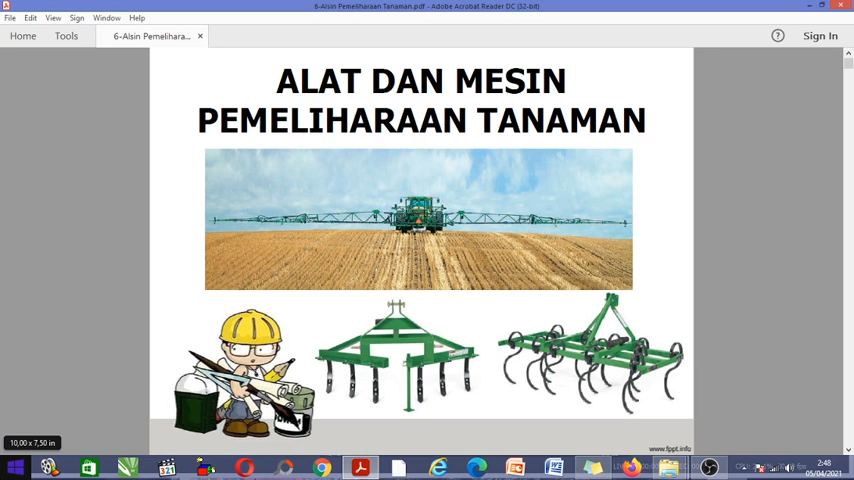 6-Alsin Pemeliharaan Tanaman.pdf - Adobe Acrobat Reader DC (32-bit)
File Edit View Sign Window Help
Home Tools 6-Alsin Pemelihara... × ? Sign In
ALAT DAN MESIN
PEMELIHARAAN TANAMAN
www.fppt.info
10,00 x 7,50 in
321
2:48
05/04/2021